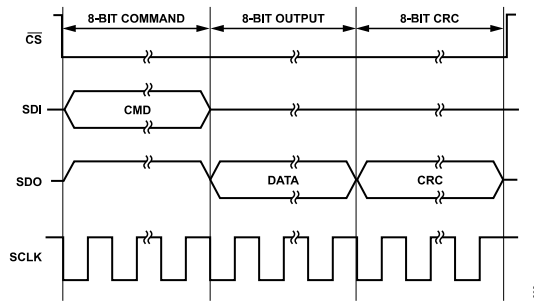 8-BIT COMMAND 8-BIT OUTPUT 8-BIT CRC
CS
SDI CMD
SDO DATA CRC
SCLK